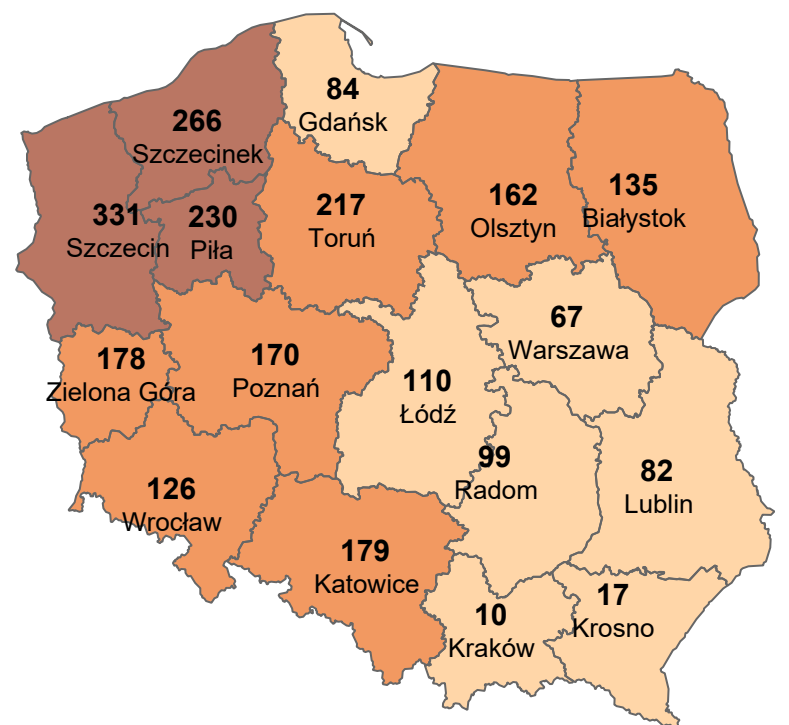 84
Gdańsk
266
Szczecinek
162
Olsztyn
135
Białystok
331
Szczecin
230
Piła
217
Toruń
67
Warszawa
178
Zielona Góra
170
Poznań
110
Łódź
99
Radom
82
Lublin
126
Wrocław
179
Katowice
10
Kraków
17
Krosno